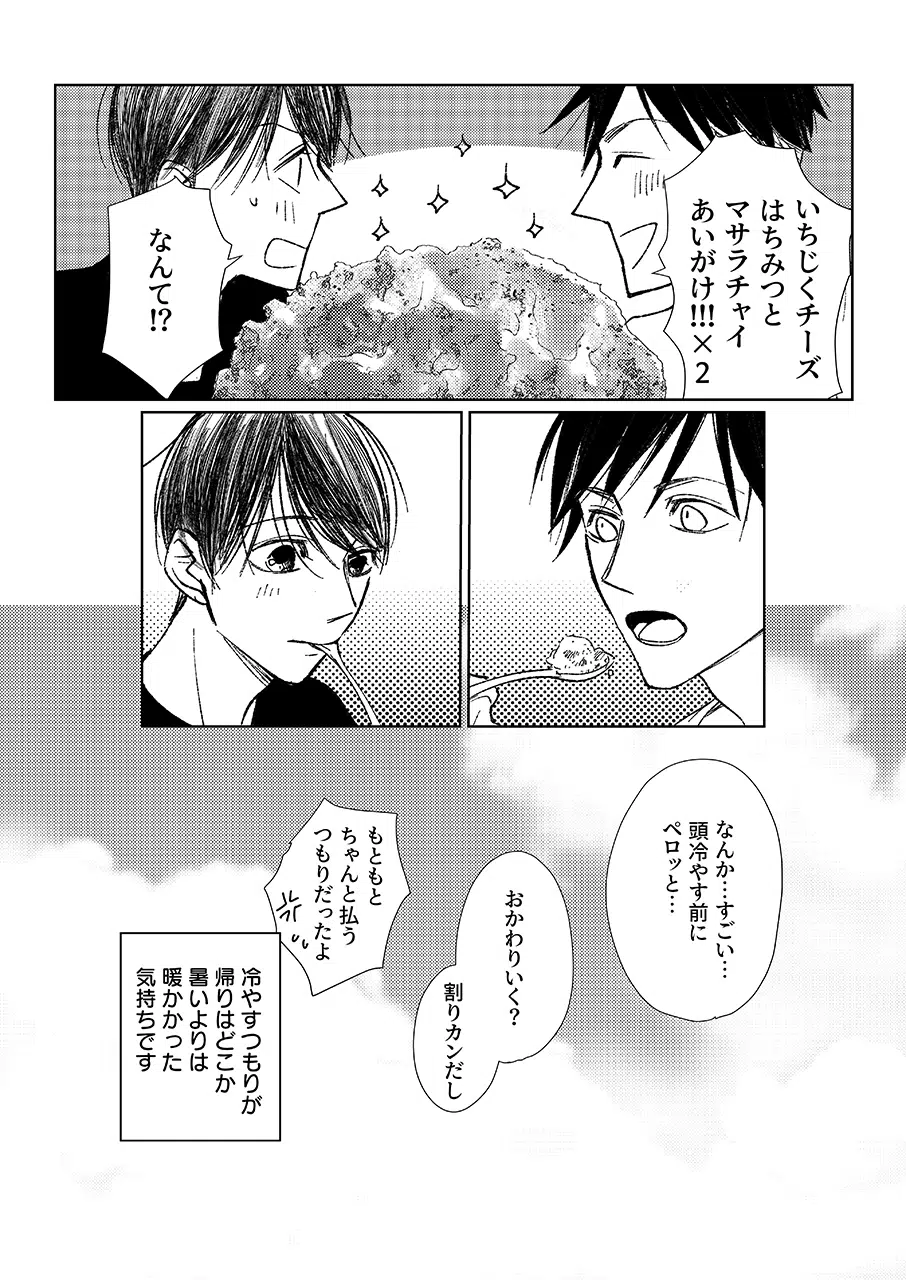 いちじくチーズ
はちみつと
マサラチャイ
あいがけ!!!×2
なんて!?
なんか…すごい…
頭冷やす前に
ペロッと…
おかわりいく?
割りカンだし
もともと
ちゃんと払う
つもりだったよ
冷やすつもりが
帰りはどこか
暑いよりは
暖かかった
気持ちです